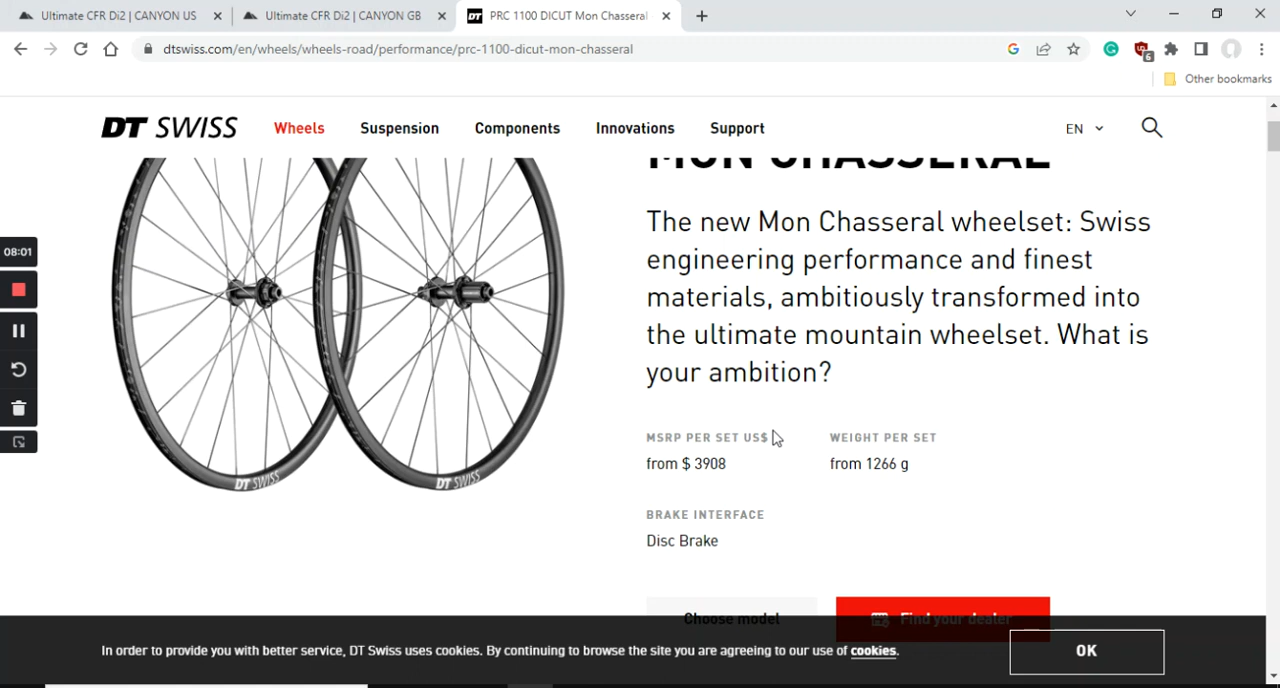 Ultimate CFR Di2 | CANYON US
Ultimate CFR Di2 | CANYON GB
PRC 1100 DICUT Mon Chasseral
dtswiss.com/en/wheels/wheels-road/performance/prc-1100-dicut-mon-chasseral
6
Other bookmarks
DT SWISS
Wheels
Suspension
Components
Innovations
Support
EN
MON CHASSERAL
The new Mon Chasseral wheelset: Swiss
engineering performance and finest
materials, ambitiously transformed into
the ultimate mountain wheelset. What is
your ambition?
08:01
DT SWISS
DT SWISS
MSRP PER SET US$
WEIGHT PER SET
from $ 3908
from 1266 g
BRAKE INTERFACE
Disc Brake
Choose model
Find your dealer
In order to provide you with better service, DT Swiss uses cookies. By continuing to browse the site you are agreeing to our use of cookies.
OK